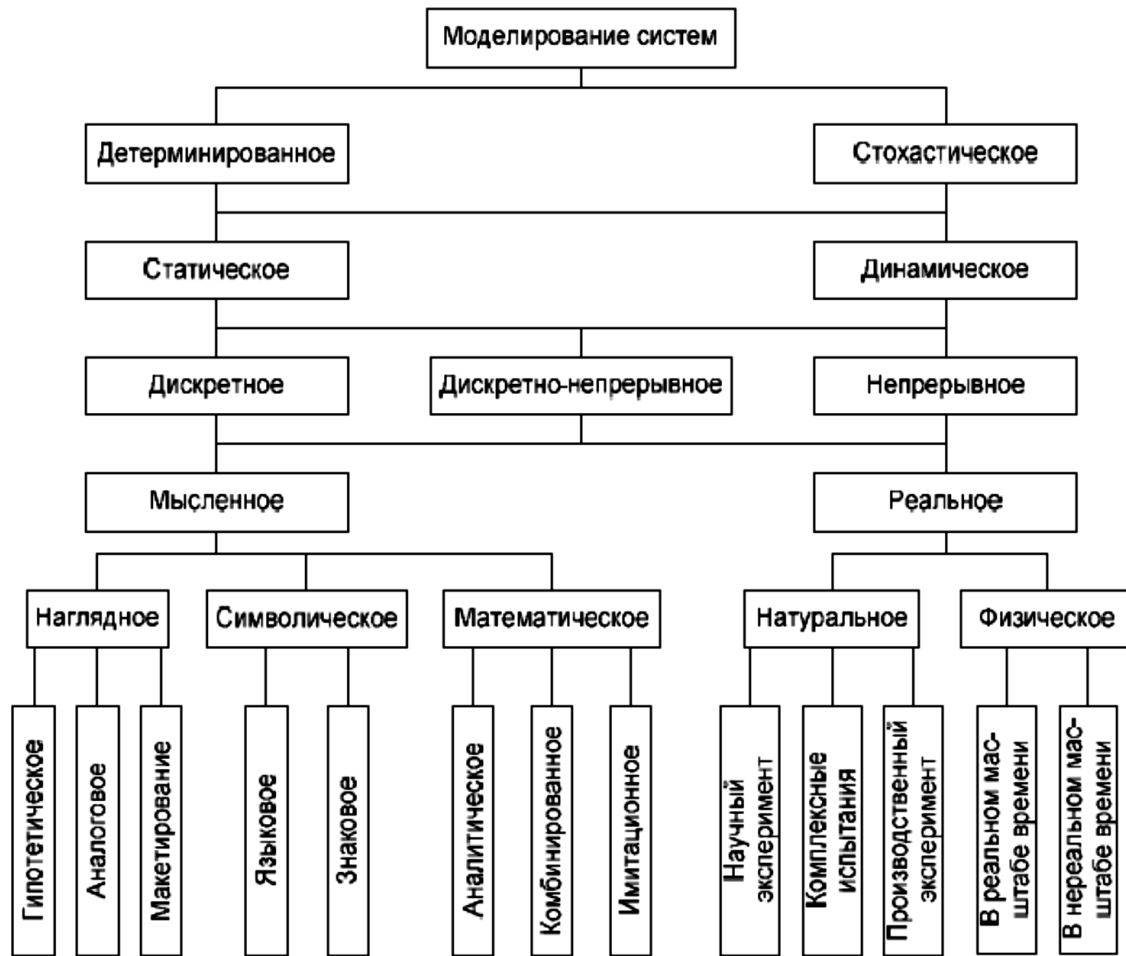 Моделирование систем
Детерминированное
Стохастическое
Статическое
Динамическое
Дискретное
Дискретно-непрерывное
Непрерывное
Мысленное
Реальное
Наглядное
Символическое
Математическое
Натуральное
Физическое
Гипотетическое
Аналоговое
Макетирование
Языковое
Знаковое
Аналитическое
Комбинированное
Имитационное
Научный
эксперимент
Комплексные
испытания
Производственный
эксперимент
В реальном мас-
штабе времени
В нереальном мас-
штабе времени